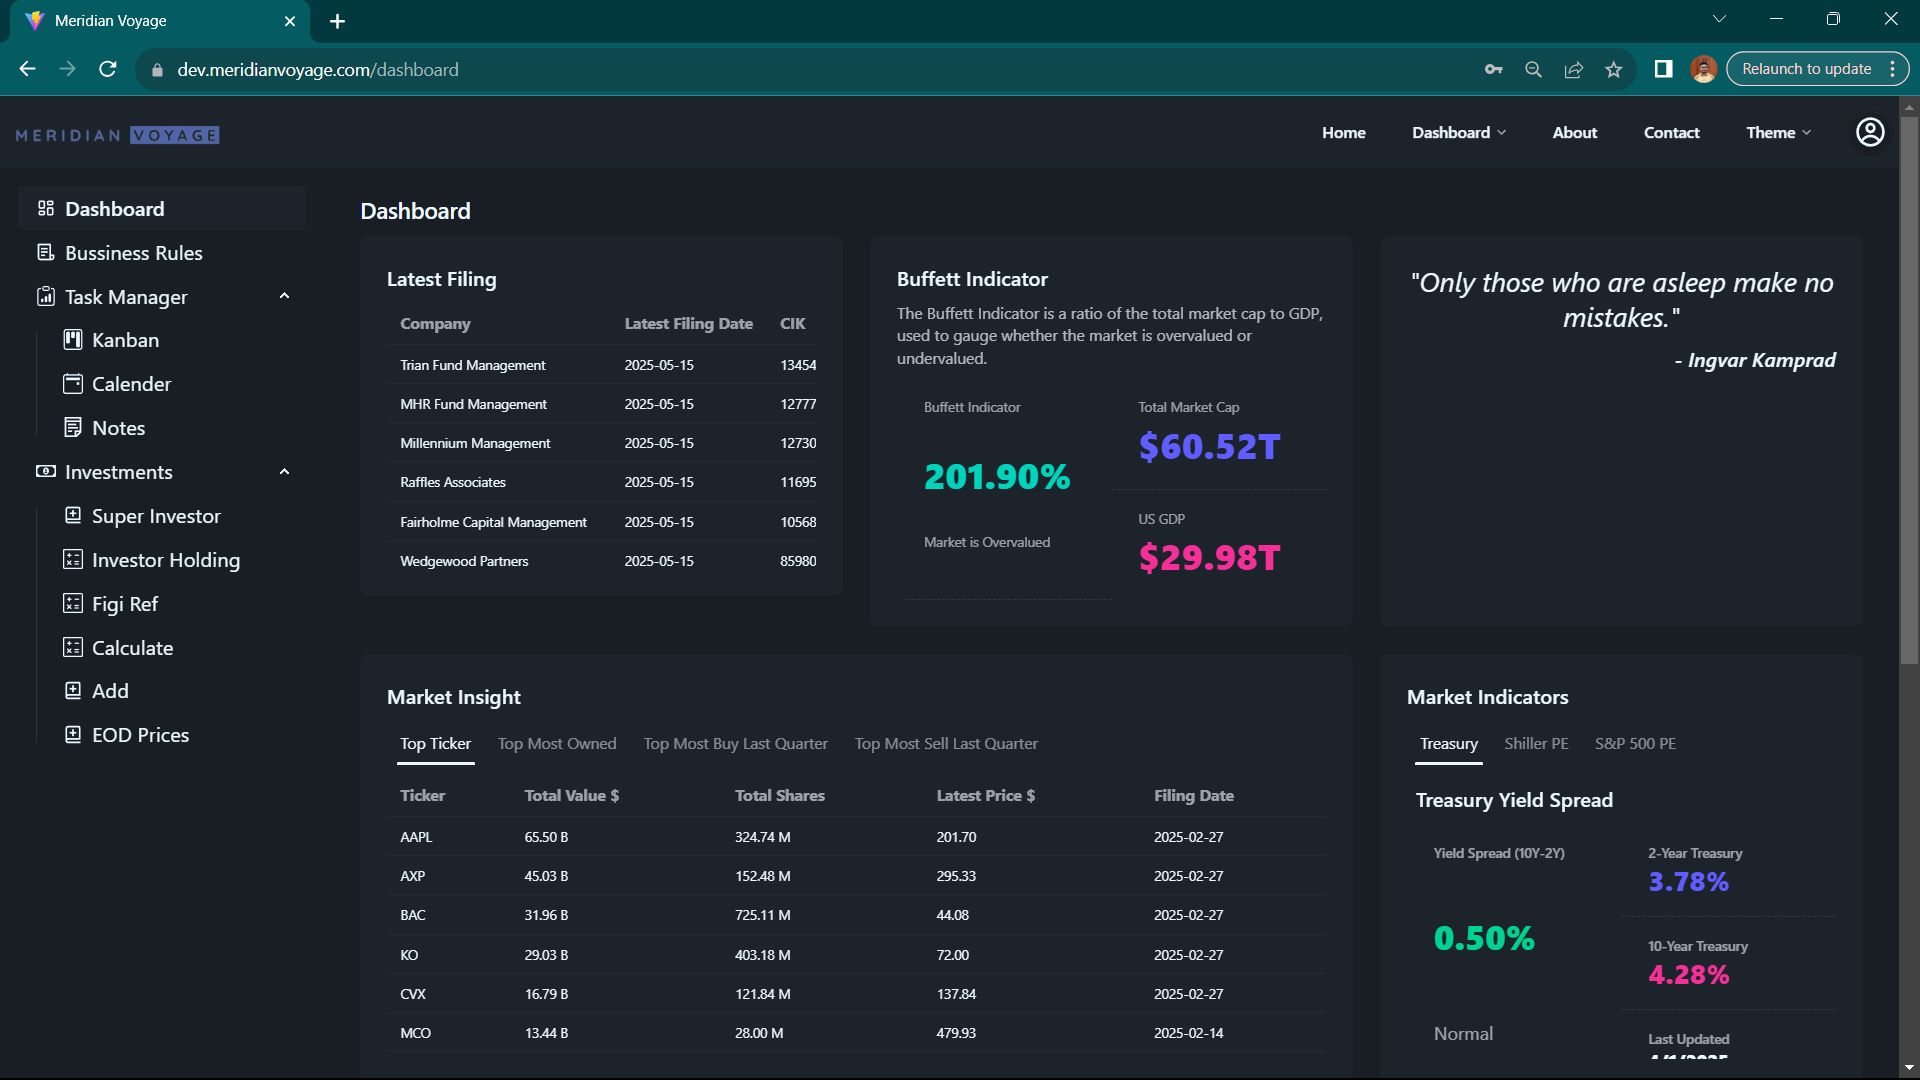 Meridian Voyage
dev.meridianvoyage.com/dashboard
Relaunch to update
MERIDIAN VOYAGE
Home Dashboard About Contact Theme
Dashboard
Bussiness Rules
Task Manager
Kanban
Calender
Notes
Investments
Super Investor
Investor Holding
Figi Ref
Calculate
Add
EOD Prices
Dashboard
Latest Filing
Company Latest Filing Date CIK
Trian Fund Management 2025-05-15 13454
MHR Fund Management 2025-05-15 12777
Millennium Management 2025-05-15 12730
Raffles Associates 2025-05-15 11695
Fairholme Capital Management 2025-05-15 10568
Wedgewood Partners 2025-05-15 85980
Buffett Indicator
The Buffett Indicator is a ratio of the total market cap to GDP,
used to gauge whether the market is overvalued or
undervalued.
Buffett Indicator
201.90%
Market is Overvalued
Total Market Cap
$60.52T
US GDP
$29.98T
"Only those who are asleep make no
mistakes."
- Ingvar Kamprad
Market Insight
Top Ticker Top Most Owned Top Most Buy Last Quarter Top Most Sell Last Quarter
Ticker Total Value $ Total Shares Latest Price $ Filing Date
AAPL 65.50 B 324.74 M 201.70 2025-02-27
AXP 45.03 B 152.48 M 295.33 2025-02-27
BAC 31.96 B 725.11 M 44.08 2025-02-27
KO 29.03 B 403.18 M 72.00 2025-02-27
CVX 16.79 B 121.84 M 137.84 2025-02-27
MCO 13.44 B 28.00 M 479.93 2025-02-14
Market Indicators
Treasury Shiller PE S&P 500 PE
Treasury Yield Spread
Yield Spread (10Y-2Y)
0.50%
Normal
2-Year Treasury
3.78%
10-Year Treasury
4.28%
Last Updated